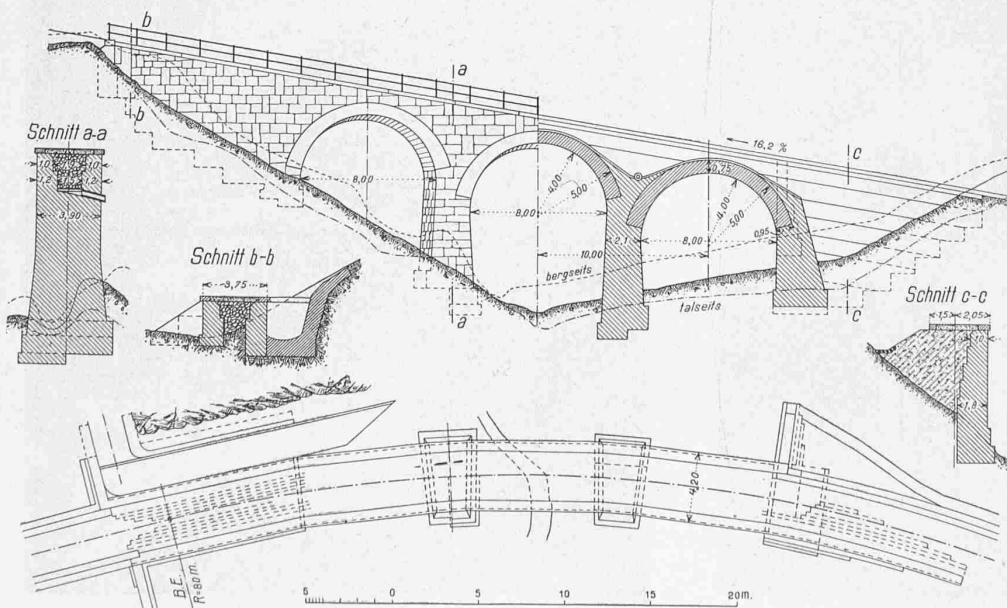 b
a
16,2 %
c
Schnitt a-a
1,0
1,0
1,2
1,2
3,90
b
8,00
8,00
4,00
5,00
0,75
4,00
5,00
0,95
2,1
8,00
10,00
bergseits
talseits
a
c
Schnitt b-b
~3,75
Schnitt c-c
1,5
2,05
1,0
1,8
4,20
B.E.
R=80m.
5
0
5
10
15
20m.